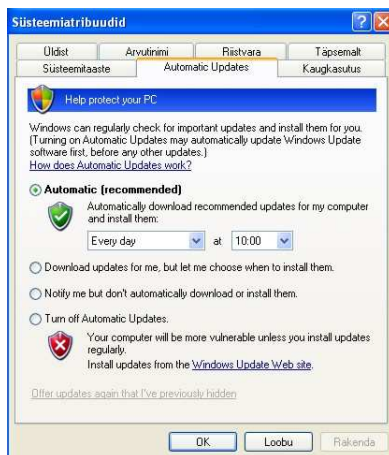 Süsteemiatribuudid
Üldist Arvutinimi Riistvara Täpsemalt
Süsteemitaaste Automatic Updates Kaugkasutus
Help protect your PC
Windows can regularly check for important updates and install them for you.
(Turning on Automatic Updates may automatically update Windows Update
software first, before any other updates.)
How does Automatic Updates work?
Automatic (recommended)
Automatically download recommended updates for my computer
and install them:
Every day at 10:00
Download updates for me, but let me choose when to install them.
Notify me but don't automatically download or install them.
Turn off Automatic Updates.
Your computer will be more vulnerable unless you install updates
regularly.
Install updates from the Windows Update Web site.
Offer updates again that I've previously hidden
OK Loobu Rakenda